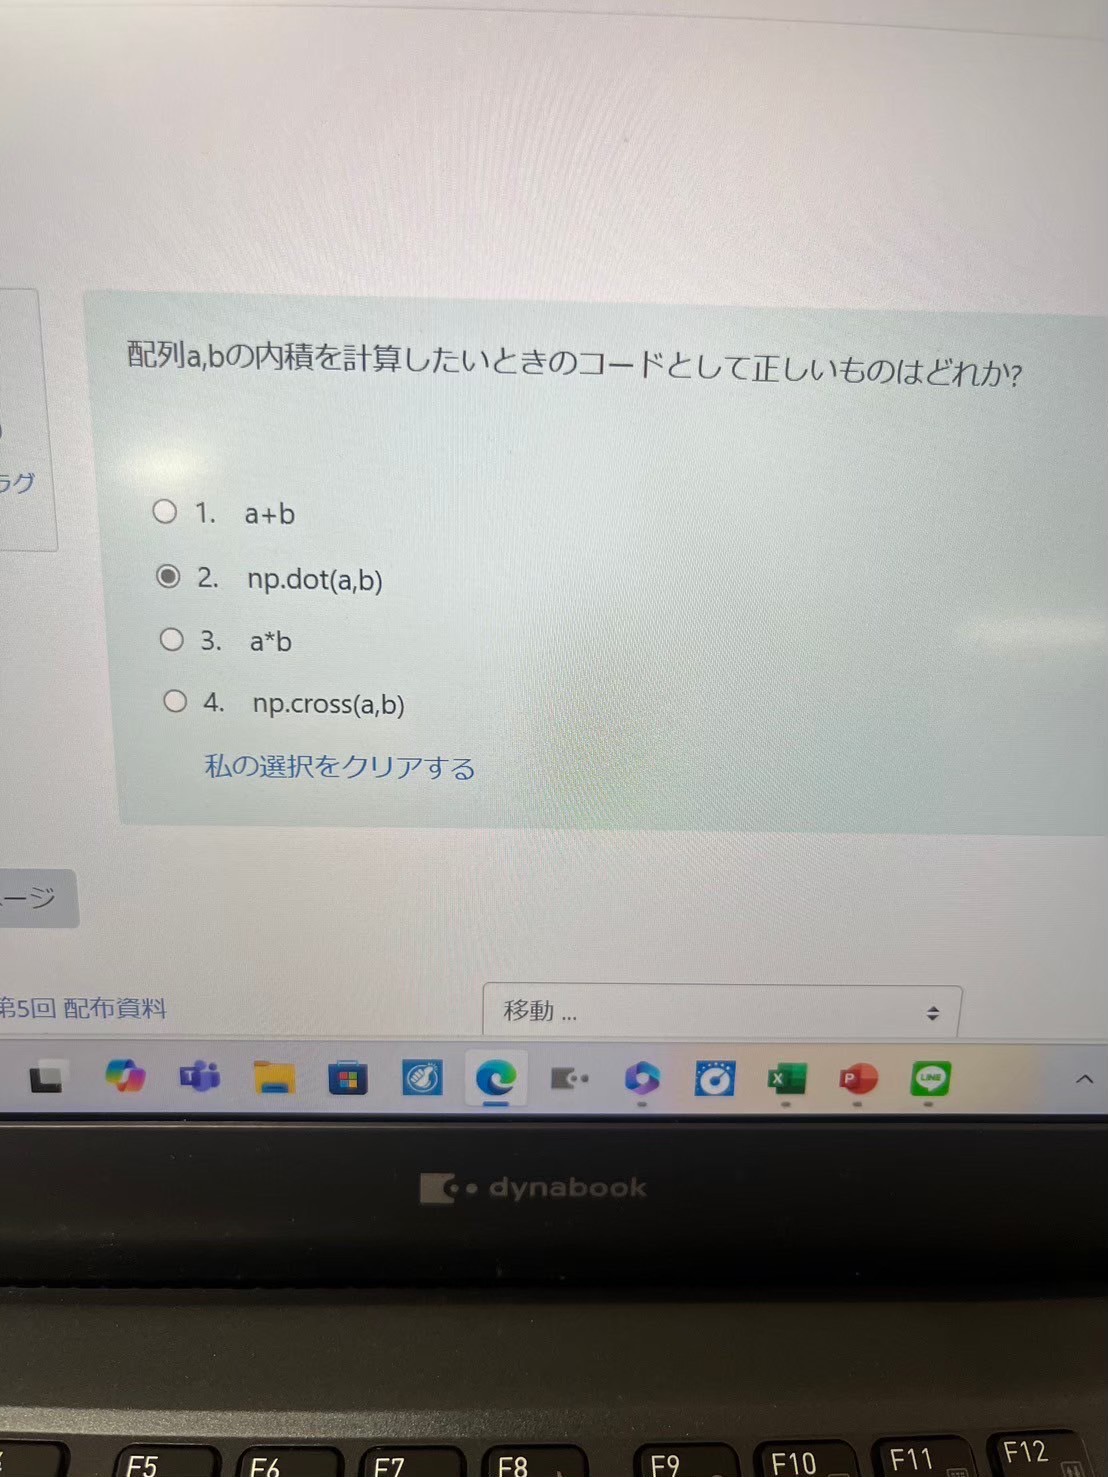 配列a,bの内積を計算したいときのコードとして正しいものはどれか?
ラグ
1. a+b
2. np.dot(a,b)
3. a*b
4. np.cross(a,b)
私の選択をクリアする
ージ
第5回 配布資料
移動 ...
LINE
dynabook
F5 F6 F7 F8 F9 F10 F11 F12